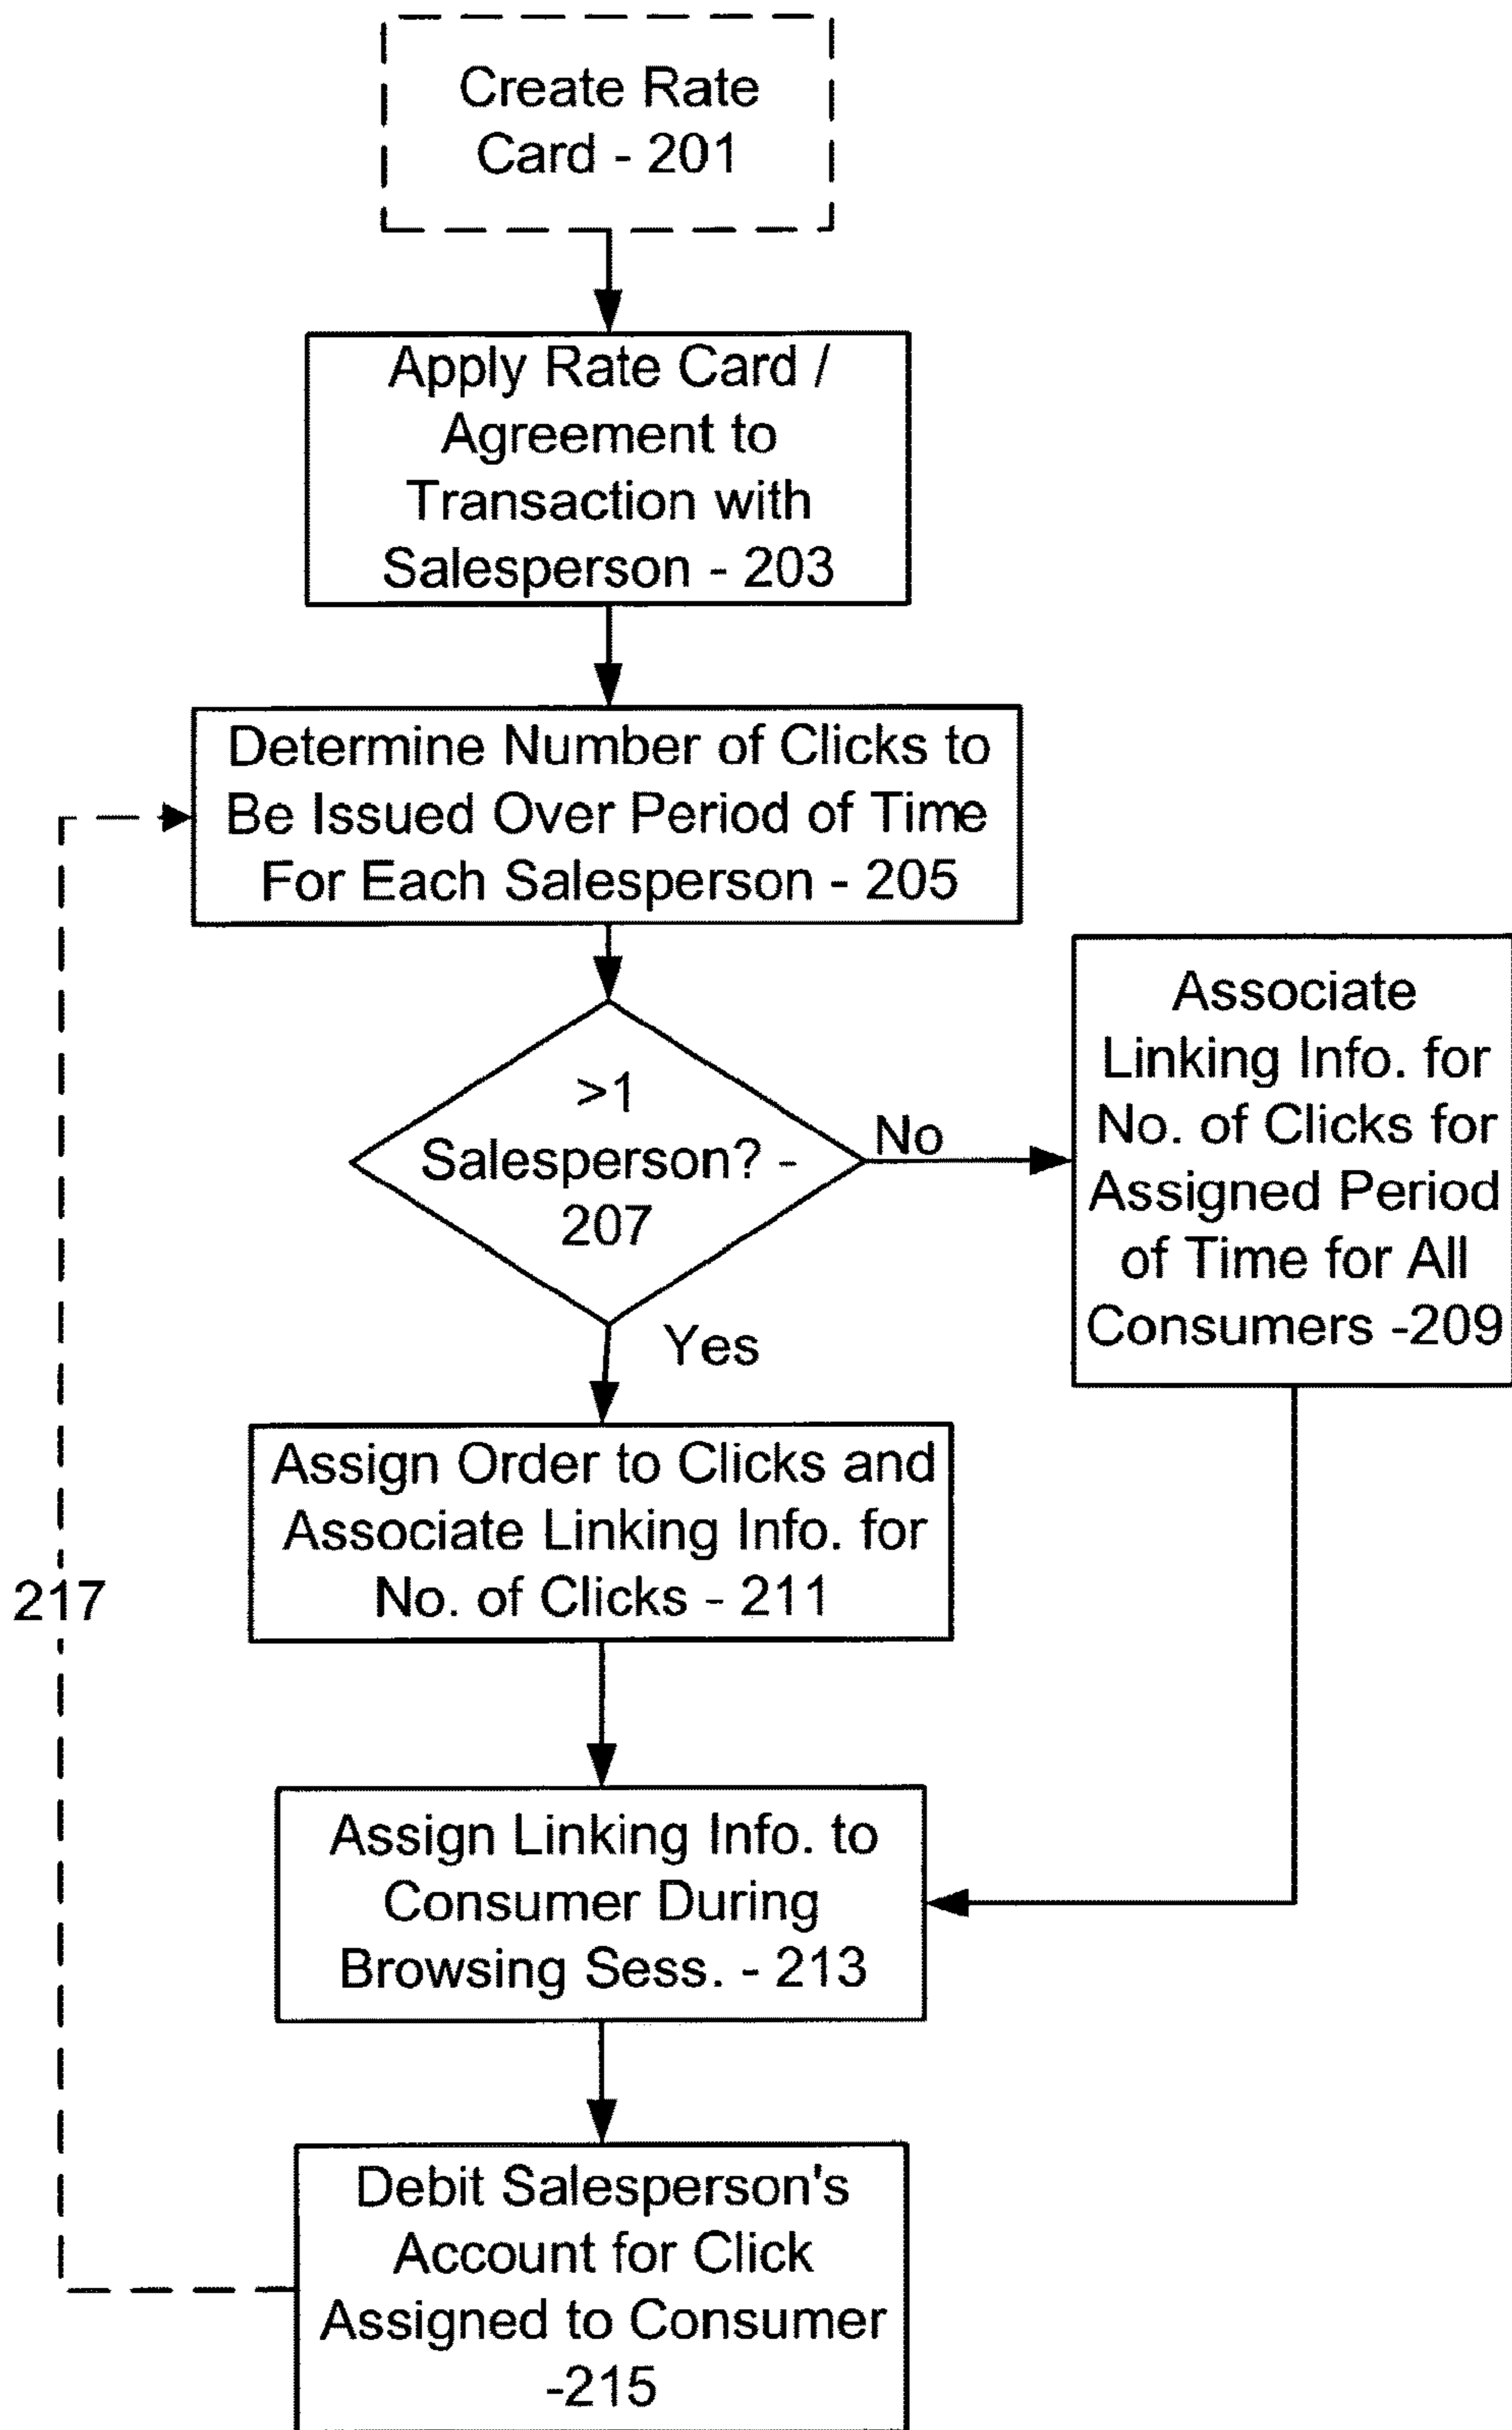 Create Rate
Card - 201
Apply Rate Card /
Agreement to
Transaction with
Salesperson - 203
Determine Number of Clicks to
Be Issued Over Period of Time
For Each Salesperson - 205
>1
Salesperson? -
207
No
Associate
Linking Info. for
No. of Clicks for
Assigned Period
of Time for All
Consumers -209
Yes
Assign Order to Clicks and
Associate Linking Info. for
No. of Clicks - 211
217
Assign Linking Info. to
Consumer During
Browsing Sess. - 213
Debit Salesperson's
Account for Click
Assigned to Consumer
-215